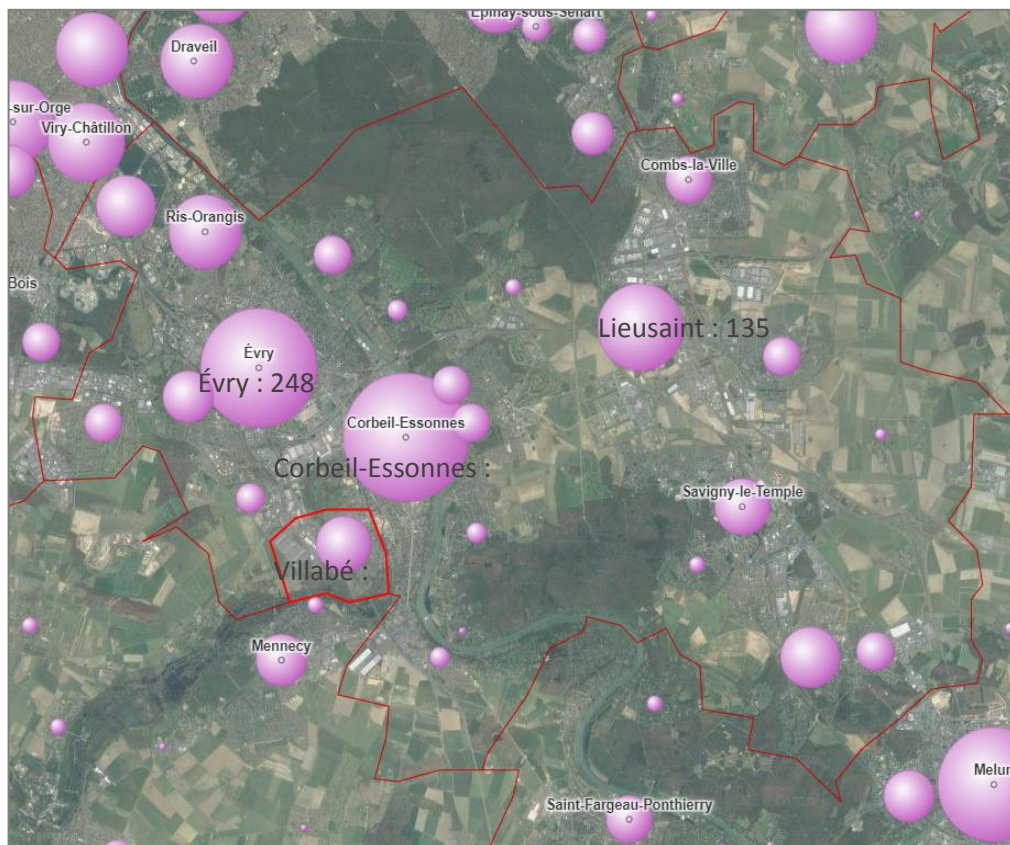 Épinay-sous-Sénart
Draveil
-sur-Orge
Viry-Châtillon
Combs-la-Ville
Ris-Orangis
Bois
Lieusaint : 135
Évry
Évry : 248
Corbeil-Essonnes
Corbeil-Essonnes :
Savigny-le-Temple
Villabé :
Mennecy
Melun
Saint-Fargeau-Ponthierry